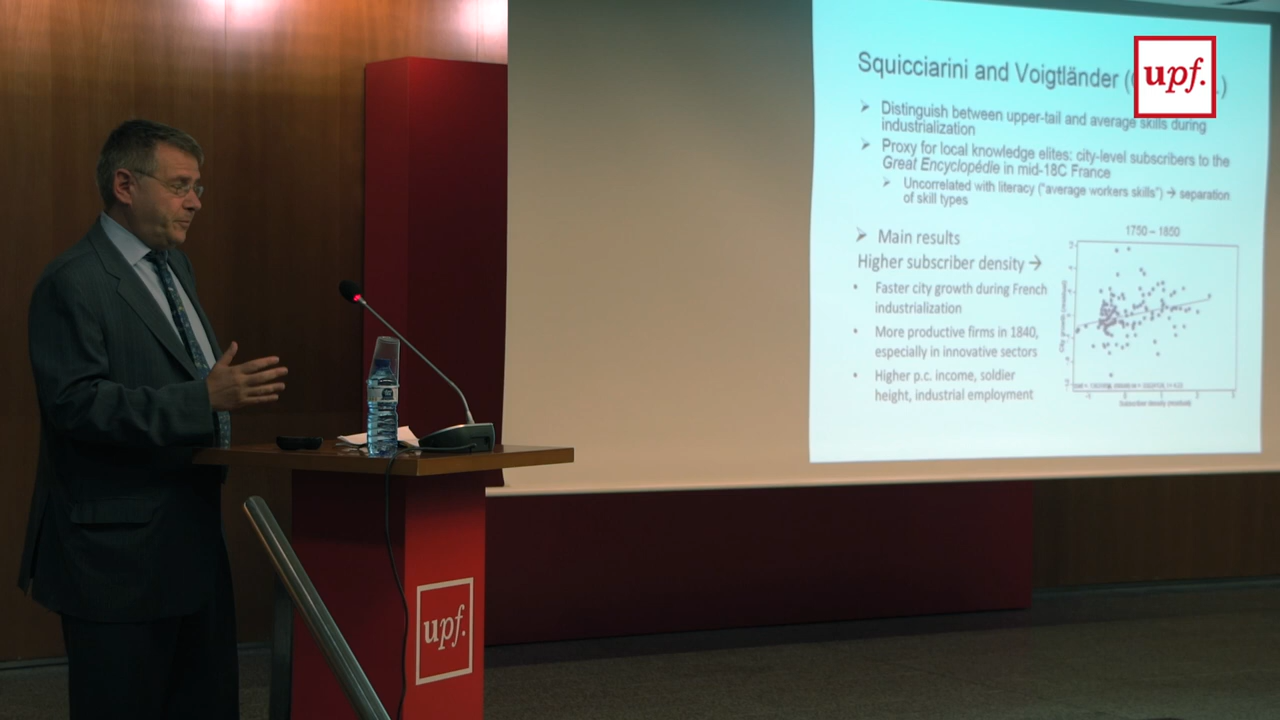 upf.
Squicciarini and Voigtländer (
Distinguish between upper-tail and average skills during
industrialization
Proxy for local knowledge elites: city-level subscribers to the
Great Encyclopédie in mid-18C France
Uncorrelated with literacy ("average workers skills") → separation
of skill types
Main results
Higher subscriber density →
• Faster city growth during French
industrialization
• More productive firms in 1840,
especially in innovative sectors
• Higher p.c. income, soldier
height, industrial employment
1750 – 1850
Subscriber density (residual)
upf.